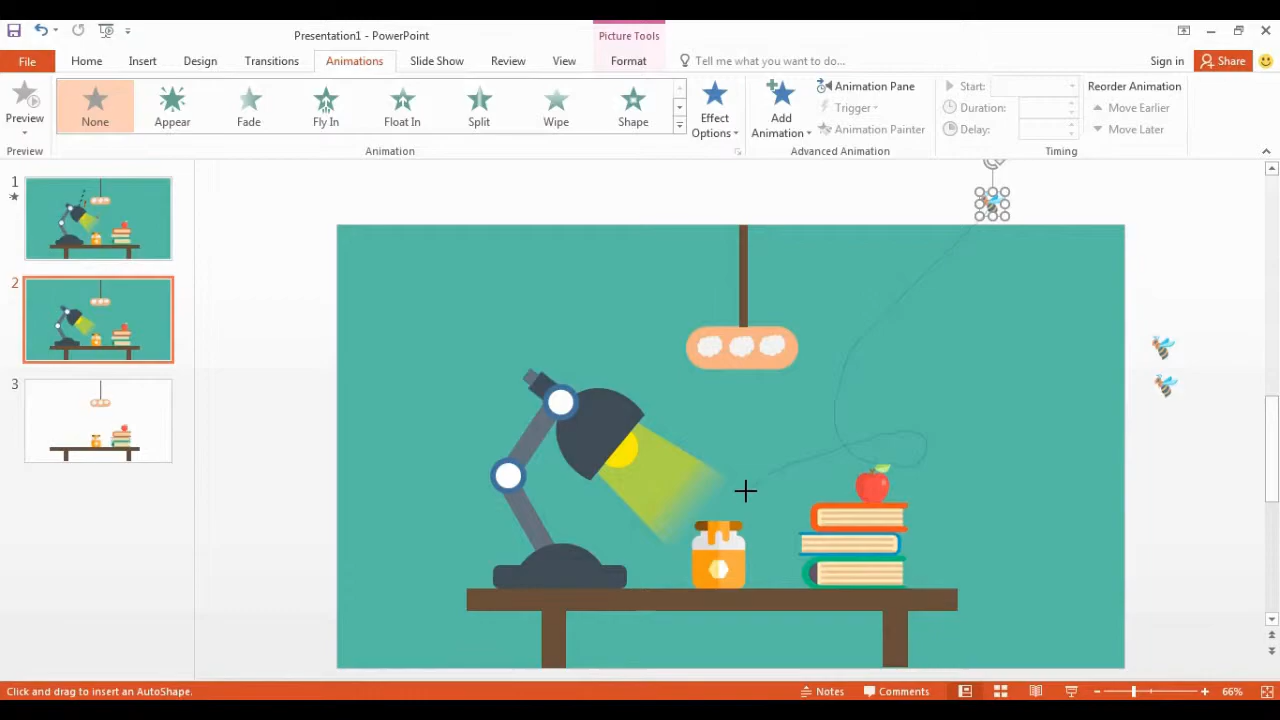 Presentation1 - PowerPoint
Picture Tools
File
Home
Insert
Design
Transitions
Animations
Slide Show
Review
View
Format
Tell me what you want to do...
Sign in
Share
Preview
None
Appear
Fade
Fly In
Float In
Split
Wipe
Shape
Effect
Options
Add
Animation
Animation Pane
Trigger
Animation Painter
Start:
Duration:
Delay:
Reorder Animation
Move Earlier
Move Later
Preview
Animation
Advanced Animation
Timing
1
2
3
Click and drag to insert an AutoShape.
Notes
Comments
66%